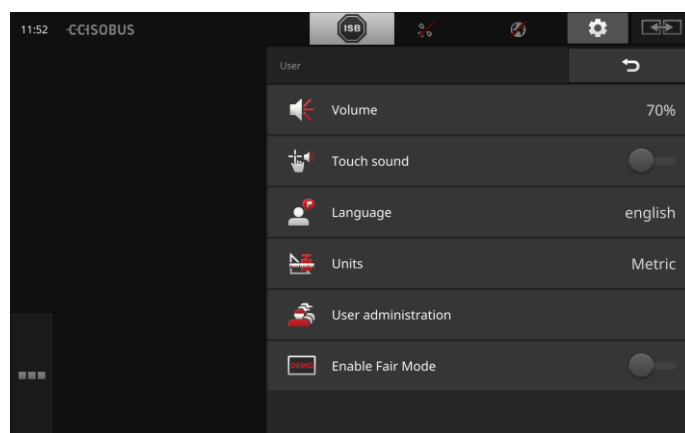 11:52 CCISOBUS ISB
User
Volume 70%
Touch sound
Language english
Units Metric
User administration
DEMO Enable Fair Mode